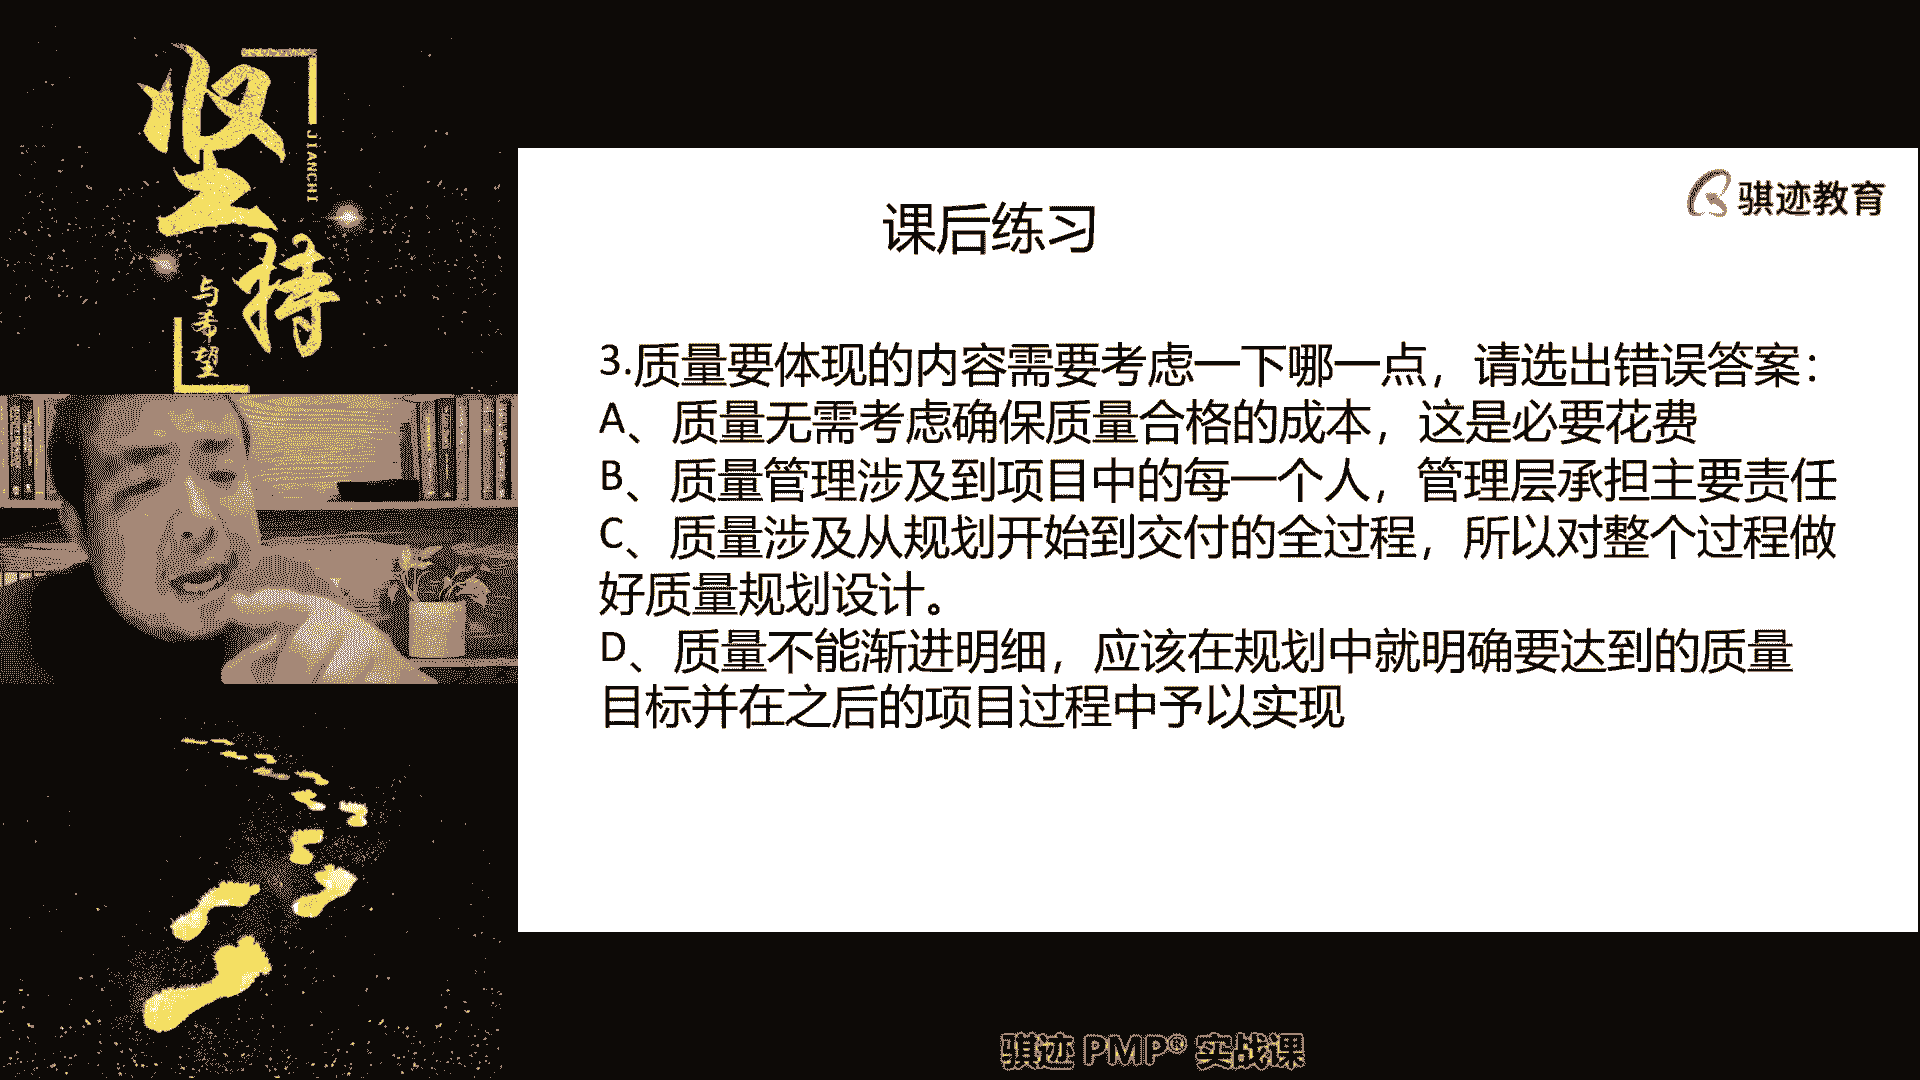 坚持
JIANCHI
与希望
骐迹教育
课后练习
3.质量要体现的内容需要考虑一下哪一点，请选出错误答案：
A、质量无需考虑确保质量合格的成本，这是必要花费
B、质量管理涉及到项目中的每一个人，管理层承担主要责任
C、质量涉及从规划开始到交付的全过程，所以对整个过程做
好质量规划设计。
D、质量不能渐进明细，应该在规划中就明确要达到的质量
目标并在之后的项目过程中予以实现
骐迹 PMP® 实战课